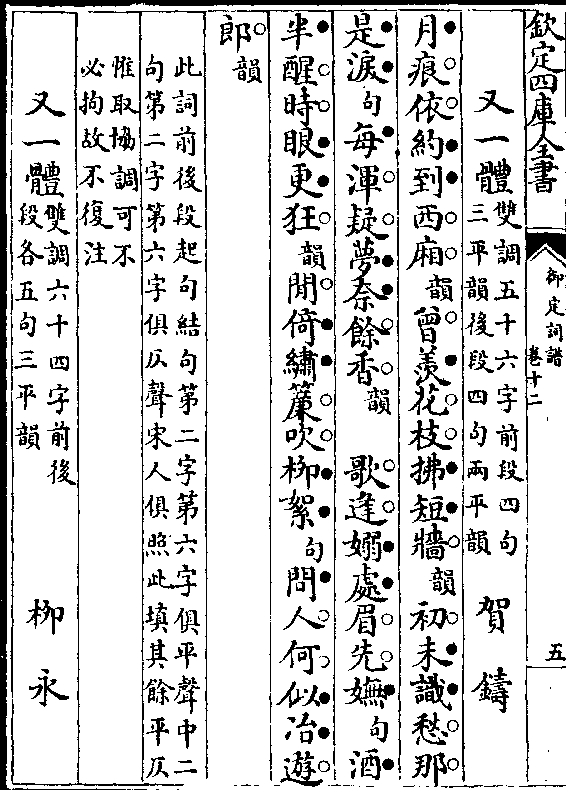 欽定四庫全書
御定詞譜
卷十二
五
又一體 雙調五十六字前段四句三平韻後段四句兩平韻 賀鑄
月痕依約到西廂韻曾羨花枝拂短牆韻初未識愁那
是淚句每渾疑夢柰餘香韻 歌逢嫋處眉先嫵句酒
半醒時眼更狂韻閒倚繡簾吹柳絮句問人何似冶遊
郎韻
此詞前後段起句結句第二字第六字俱平聲中二
句第二字第六字俱仄聲宋人俱照此填其餘平仄
惟取協調可不
必拘故不復注
又一體 雙調六十四字前後段各五句三平韻 柳永